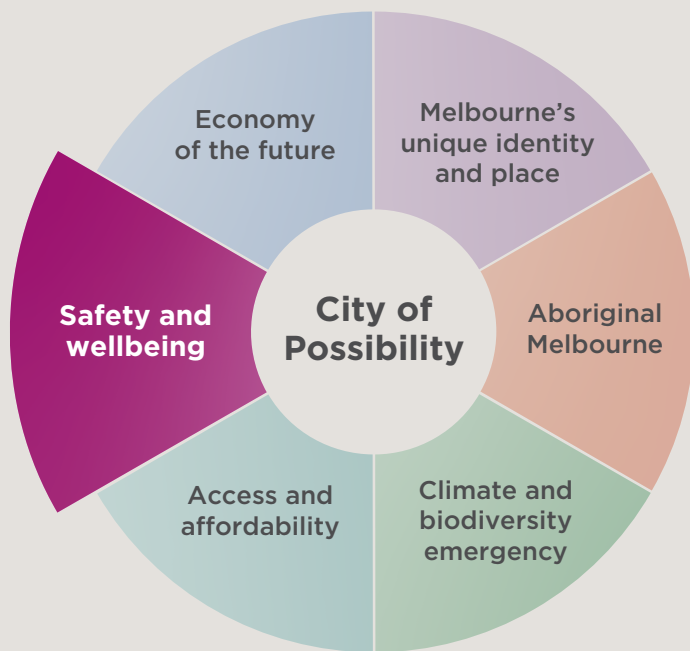 Economy
of the future
Melbourne’s
unique identity
and place
Safety and
wellbeing
City of
Possibility
Aboriginal
Melbourne
Access and
affordability
Climate and
biodiversity
emergency